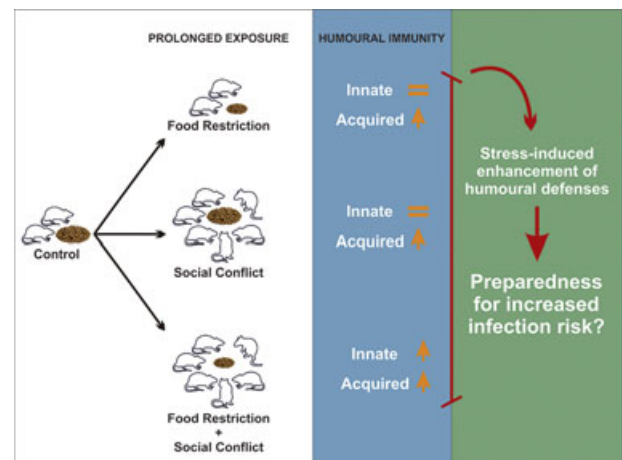 PROLONGED EXPOSURE
HUMOURAL IMMUNITY
Control
Food Restriction
Social Conflict
Food Restriction
+
Social Conflict
Innate =
Acquired
Innate =
Acquired
Innate
Acquired
Stress-induced
enhancement of
humoural defenses
Preparedness
for increased
infection risk?